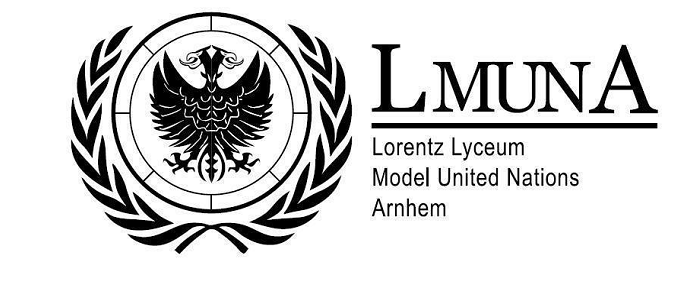 LMUNA
Lorentz Lyceum
Model United Nations
Arnhem